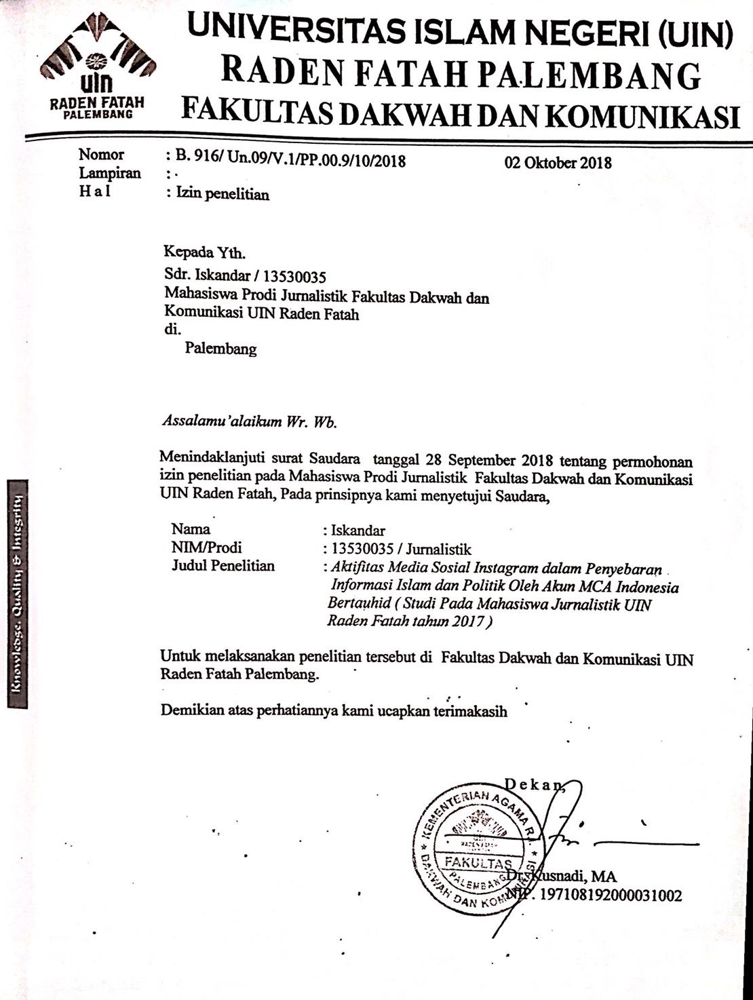 UNIVERSITAS ISLAM NEGERI (UIN)
RADEN FATAH PALEMBANG
FAKULTAS DAKWAH DAN KOMUNIKASI
uin
RADEN FATAH
PALEMBANG
Nomor : B. 916/ Un.09/V.1/PP.00.9/10/2018 02 Oktober 2018
Lampiran : -
H a l : Izin penelitian
Kepada Yth.
Sdr. Iskandar / 13530035
Mahasiswa Prodi Jurnalistik Fakultas Dakwah dan
Komunikasi UIN Raden Fatah
di.
Palembang
Assalamu'alaikum Wr. Wb.
Menindaklanjuti surat Saudara tanggal 28 September 2018 tentang permohonan
izin penelitian pada Mahasiswa Prodi Jurnalistik Fakultas Dakwah dan Komunikasi
UIN Raden Fatah, Pada prinsipnya kami menyetujui Saudara,
Nama : Iskandar
NIM/Prodi : 13530035 / Jurnalistik
Judul Penelitian : Aktifitas Media Sosial Instagram dalam Penyebaran
Informasi Islam dan Politik Oleh Akun MCA Indonesia
Bertauhid ( Studi Pada Mahasiswa Jurnalistik UIN
Raden Fatah tahun 2017 )
Untuk melaksanakan penelitian tersebut di Fakultas Dakwah dan Komunikasi UIN
Raden Fatah Palembang.
Demikian atas perhatiannya kami ucapkan terimakasih
Knowledge, Quality & Integrity
Dekan,
KEMENTERIAN AGAMA R.I.
FAKULTAS
PALEMBANG
DAKWAH DAN KOMUNIKASI
Dr. Kusnadi, MA
NIP. 197108192000031002